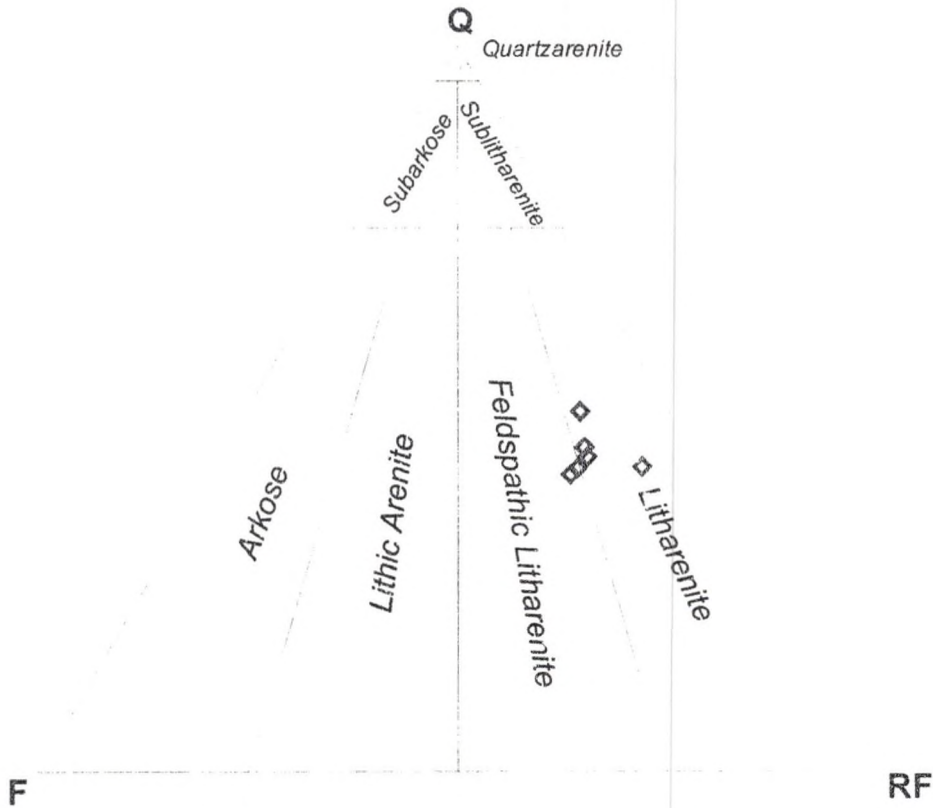 Q
Quartzarenite
Subarkose
Sublitharenite
Arkose
Lithic Arenite
Feldspathic Litharenite
Litharenite
F
RF